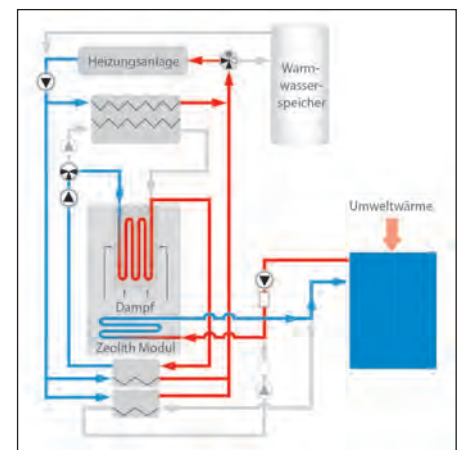 Heizungsanlage
Warm-
wasser-
speicher
Umweltwärme
Dampf
Zeolith Modul